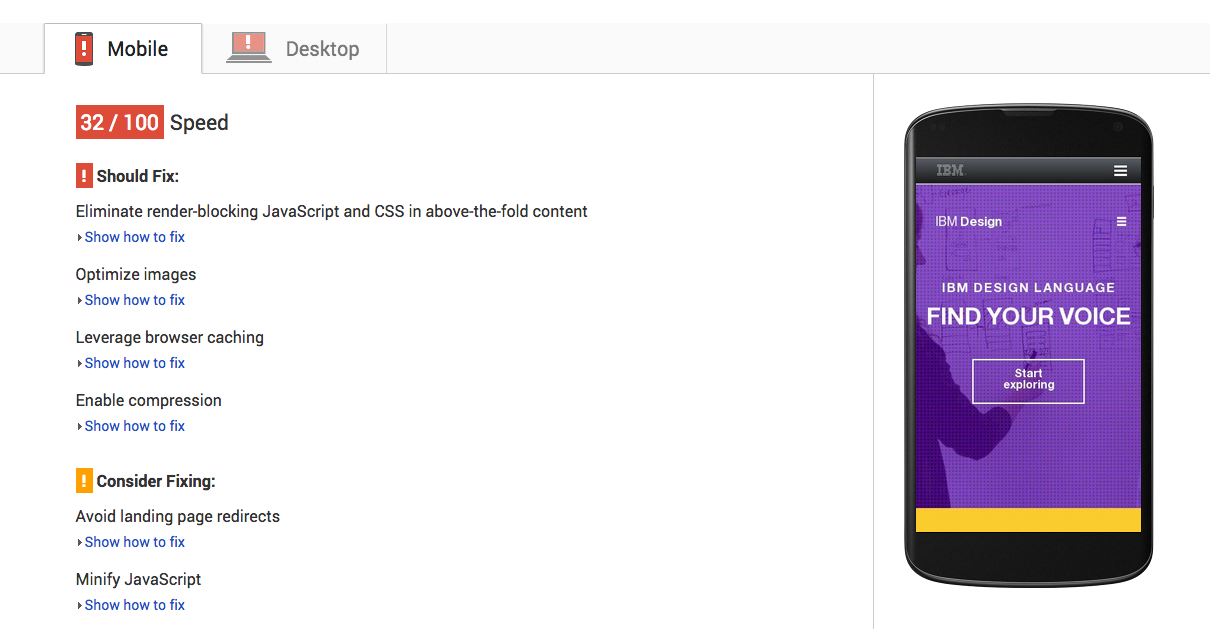 Mobile
Desktop
32 / 100 Speed
! Should Fix:
Eliminate render-blocking JavaScript and CSS in above-the-fold content
Show how to fix
Optimize images
Show how to fix
Leverage browser caching
Show how to fix
Enable compression
Show how to fix
! Consider Fixing:
Avoid landing page redirects
Show how to fix
Minify JavaScript
Show how to fix
IBM
IBM Design
IBM DESIGN LANGUAGE
FIND YOUR VOICE
Start
exploring